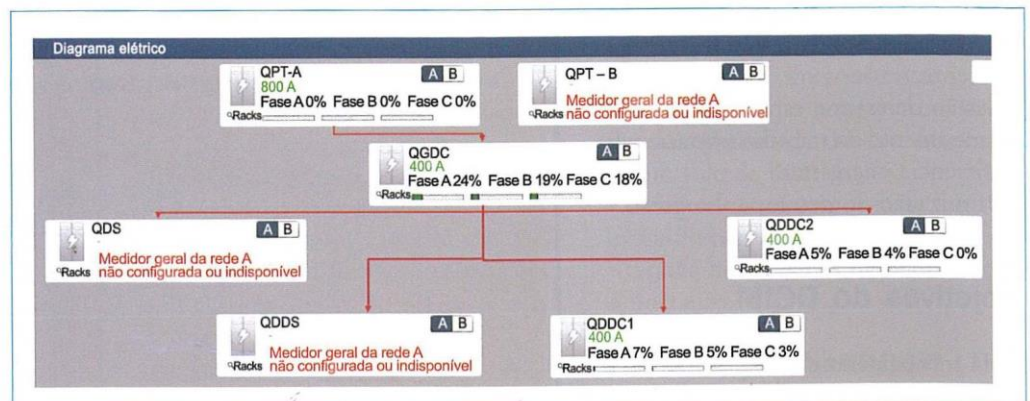 Diagrama elétrico
QPT-A A B
800 A
Fase A 0% Fase B 0% Fase C 0%
Racks
QPT – B A B
Medidor geral da rede A
Racks não configurada ou indisponível
QGDC A B
400 A
Fase A 24% Fase B 19% Fase C 18%
Racks
QDS A B
Medidor geral da rede A
Racks não configurada ou indisponível
QDDC2 A B
400 A
Fase A 5% Fase B 4% Fase C 0%
Racks
QDDS A B
Medidor geral da rede A
Racks não configurada ou indisponível
QDDC1 A B
400 A
Fase A 7% Fase B 5% Fase C 3%
Racks